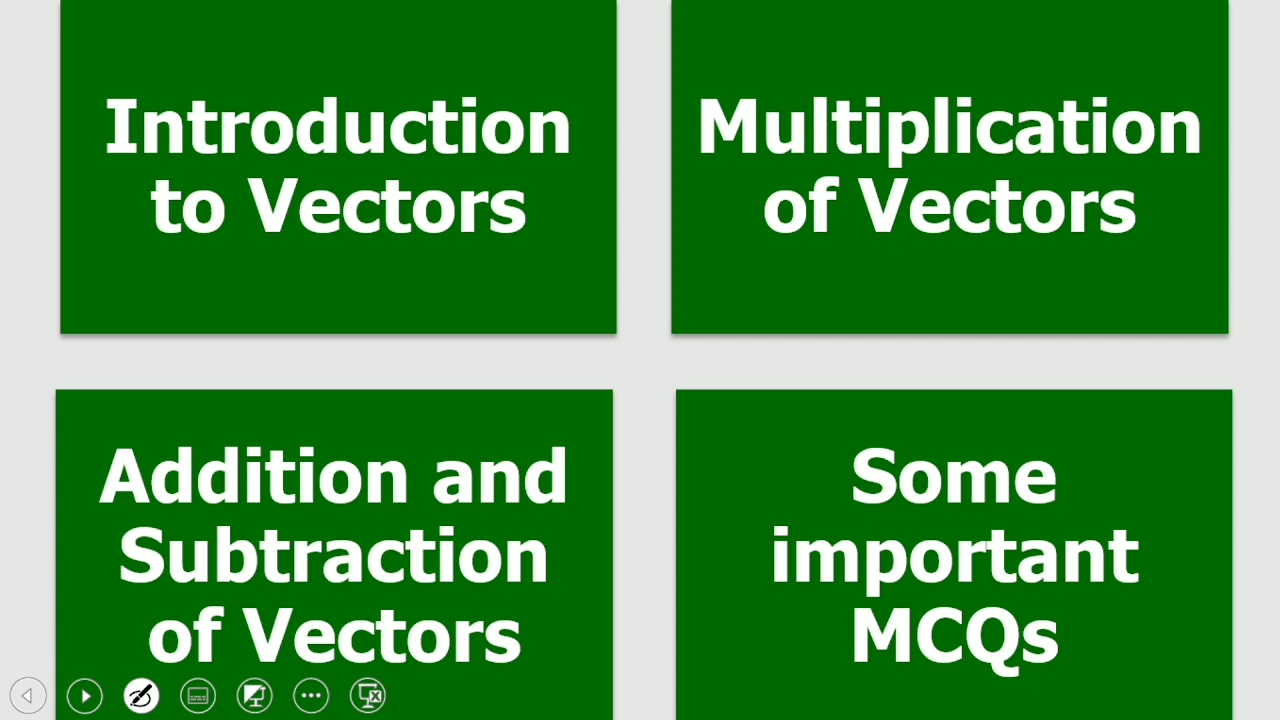 Introduction
to Vectors
Multiplication
of Vectors
Addition and
Subtraction
of Vectors
Some
important
MCQs